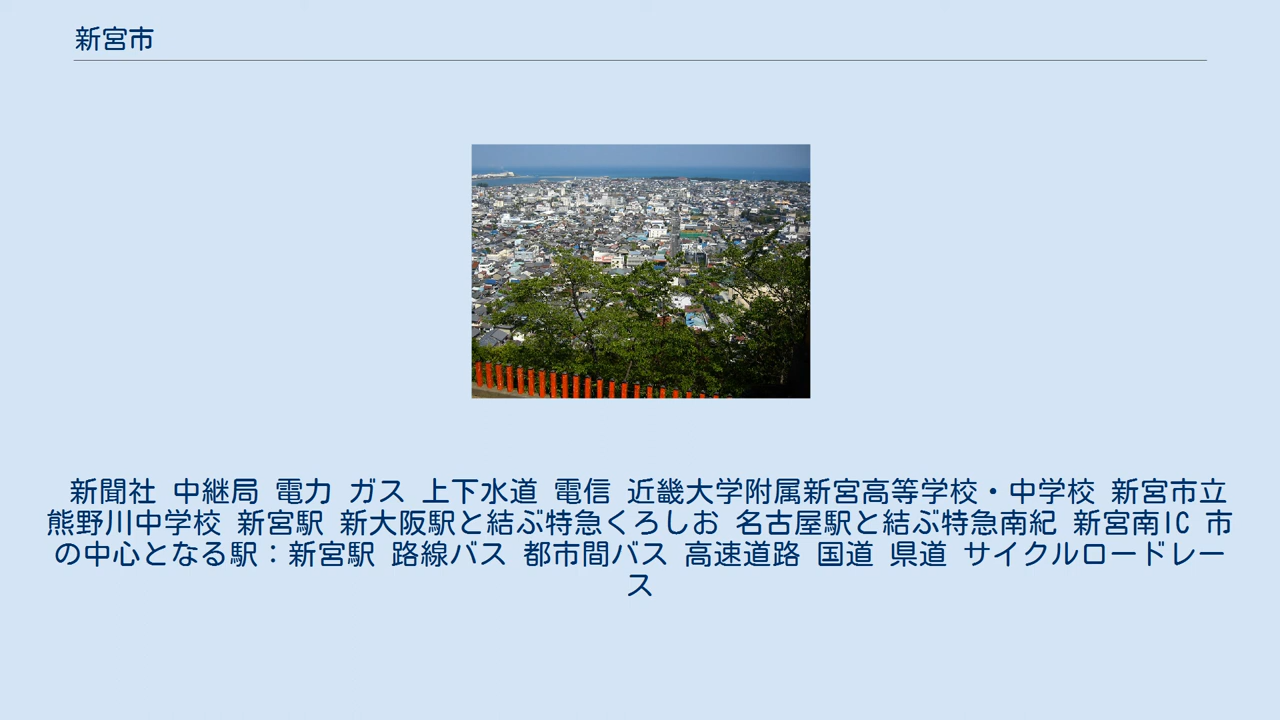 新宮市
新聞社 中継局 電力 ガス 上下水道 電信 近畿大学附属新宮高等学校・中学校 新宮市立
熊野川中学校 新宮駅 新大阪駅と結ぶ特急くろしお 名古屋駅と結ぶ特急南紀 新宮南IC 市
の中心となる駅：新宮駅 路線バス 都市間バス 高速道路 国道 県道 サイクルロードレー
ス